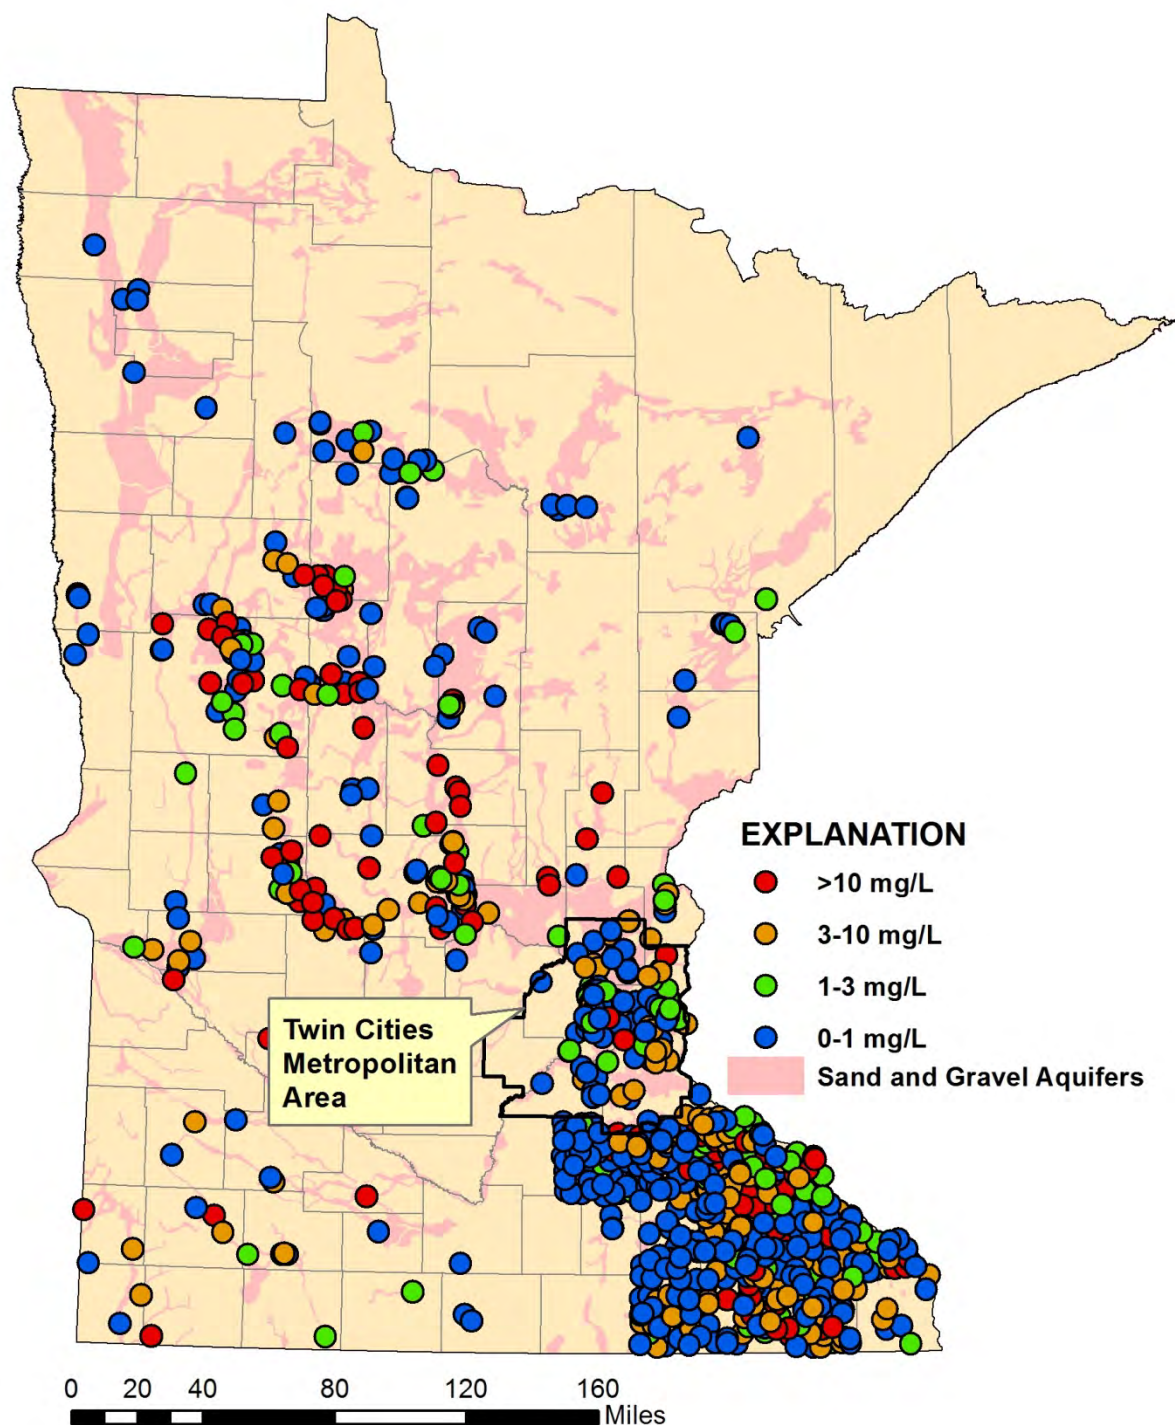 EXPLANATION
>10 mg/L
3-10 mg/L
1-3 mg/L
0-1 mg/L
Sand and Gravel Aquifers
Twin Cities
Metropolitan
Area
0 20 40 80 120 160
Miles